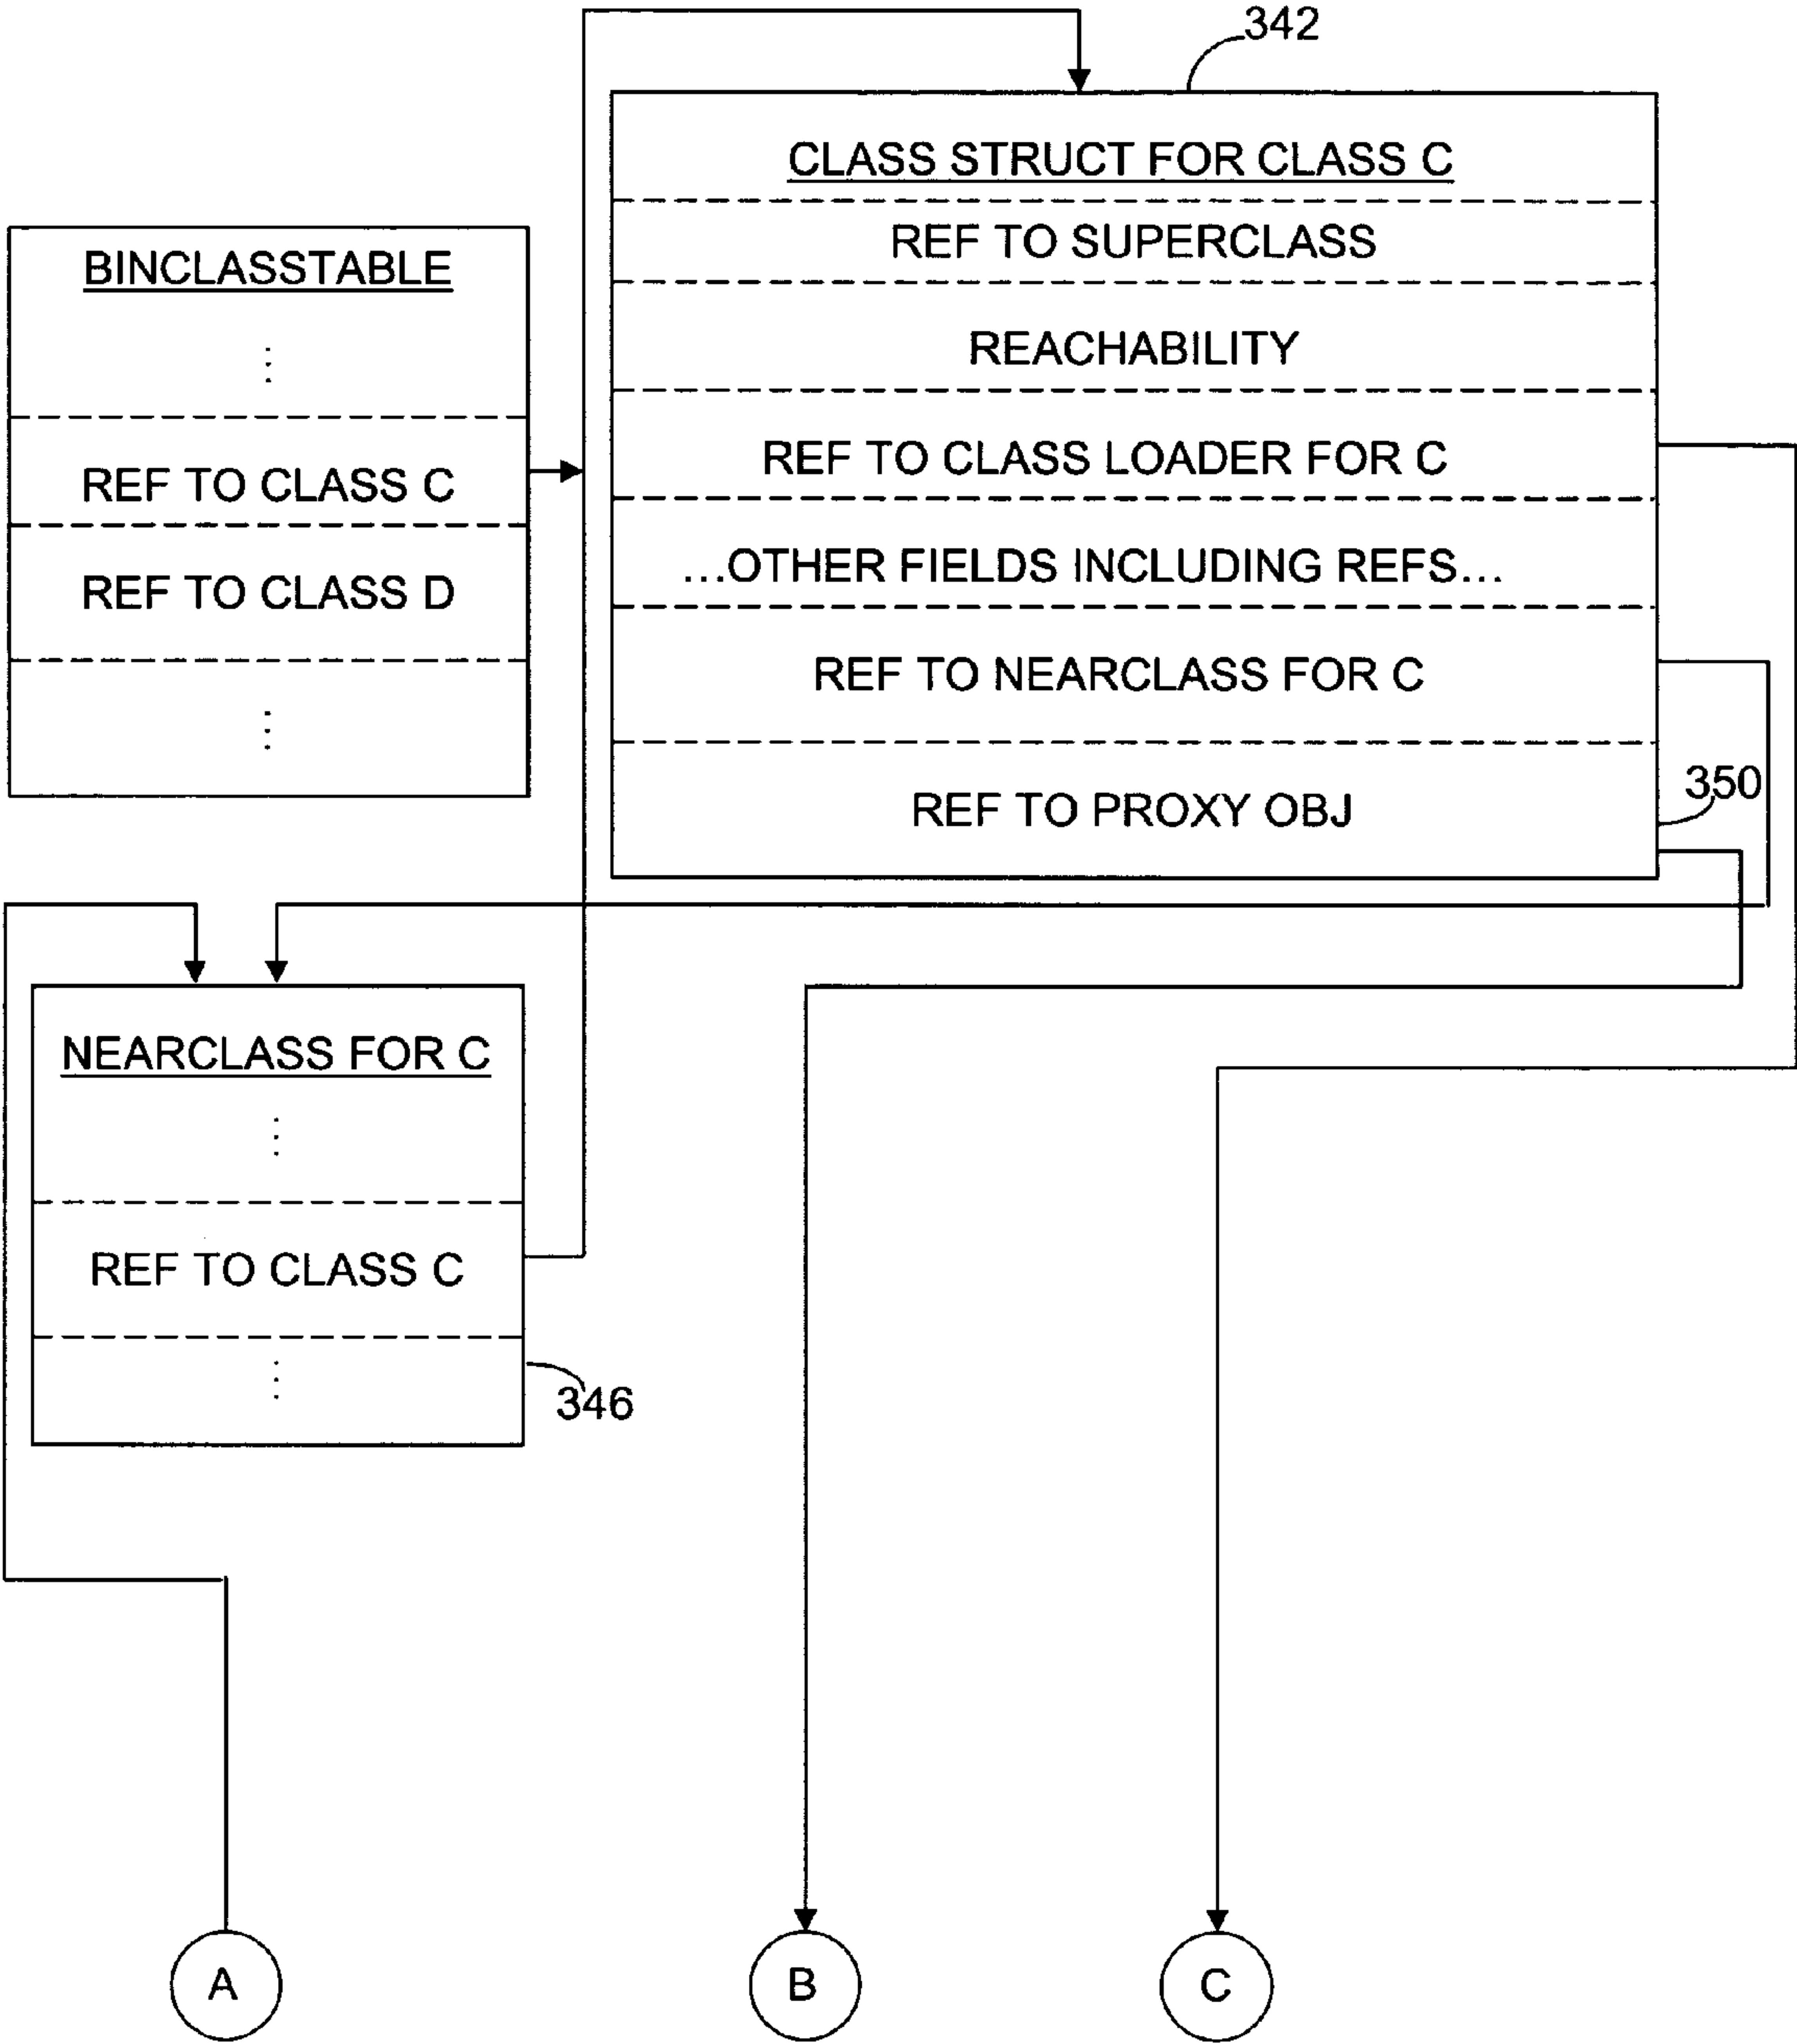 342
CLASS STRUCT FOR CLASS C
REF TO SUPERCLASS
REACHABILITY
REF TO CLASS LOADER FOR C
...OTHER FIELDS INCLUDING REFS...
REF TO NEARCLASS FOR C
REF TO PROXY OBJ
350
BINCLASSTABLE
⋮
REF TO CLASS C
REF TO CLASS D
⋮
NEARCLASS FOR C
⋮
REF TO CLASS C
⋮
346
A
B
C